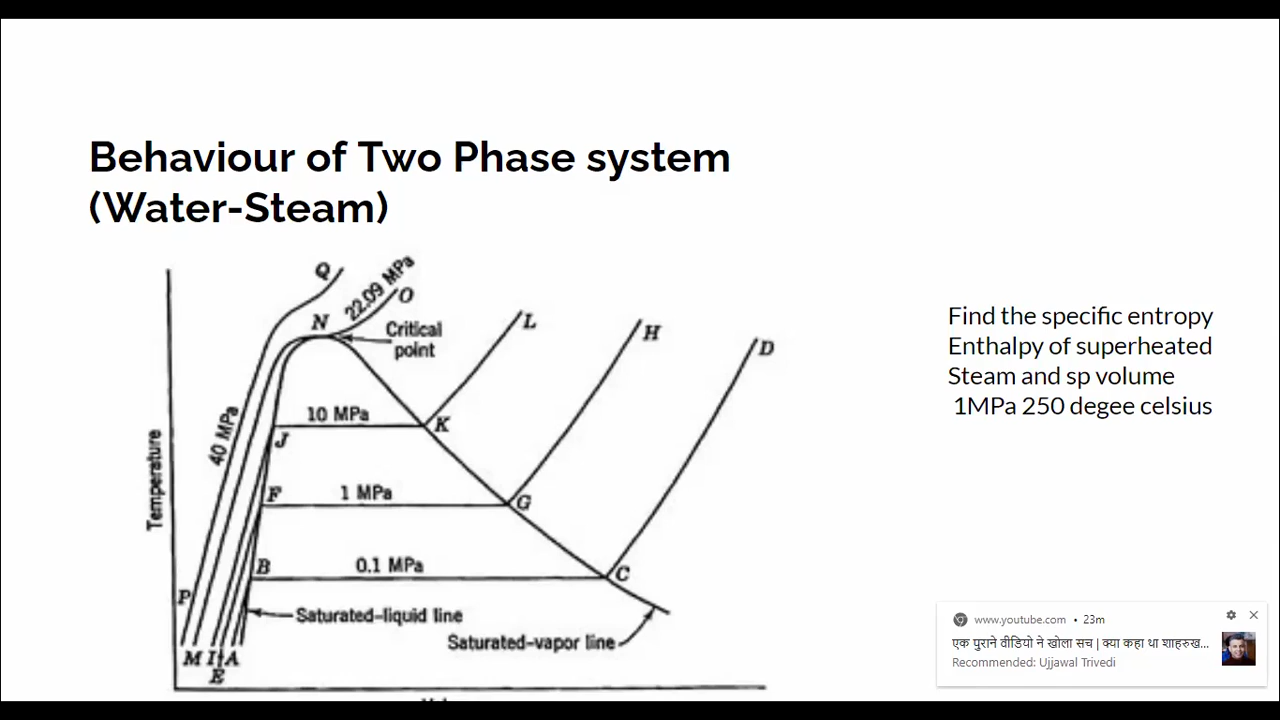 Behaviour of Two Phase system
(Water-Steam)
Q
22.09 MPa
O
N
Critical
point
L
H
D
40 MPa
10 MPa
K
J
Temperature
F
1 MPa
G
B
0.1 MPa
C
P
Saturated-liquid line
Saturated-vapor line
M I A
E
Find the specific entropy
Enthalpy of superheated
Steam and sp volume
1MPa 250 degee celsius
www.youtube.com • 23m
एक पुराने वीडियो ने खोला सच | क्या कहा था शाहरुख...
Recommended: Ujjawal Trivedi